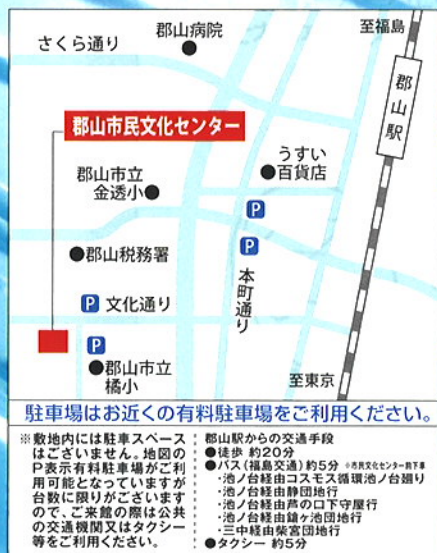 郡山病院
至福島
さくら通り
郡山駅
郡山市民文化センター
うすい
百貨店
郡山市立
金透小
P
P
郡山税務署
本町通り
P 文化通り
P
郡山市立
橘小
至東京
駐車場はお近くの有料駐車場をご利用ください。
※敷地内には駐車スペース
はございません。地図の
P表示有料駐車場がご利
用可能となっていますが
台数に限りがございます
ので、ご来館の際は公共
の交通機関又はタクシー
等をご利用ください。
郡山駅からの交通手段
●徒歩 約20分
●バス(福島交通)約5分 ※市民文化センター前下車
・池ノ台経由コスモス循環池ノ台廻り
・池ノ台経由静団地行
・池ノ台経由芦の口下守屋行
・池ノ台経由鎗ヶ池団地行
・三中経由柴宮団地行
●タクシー 約5分